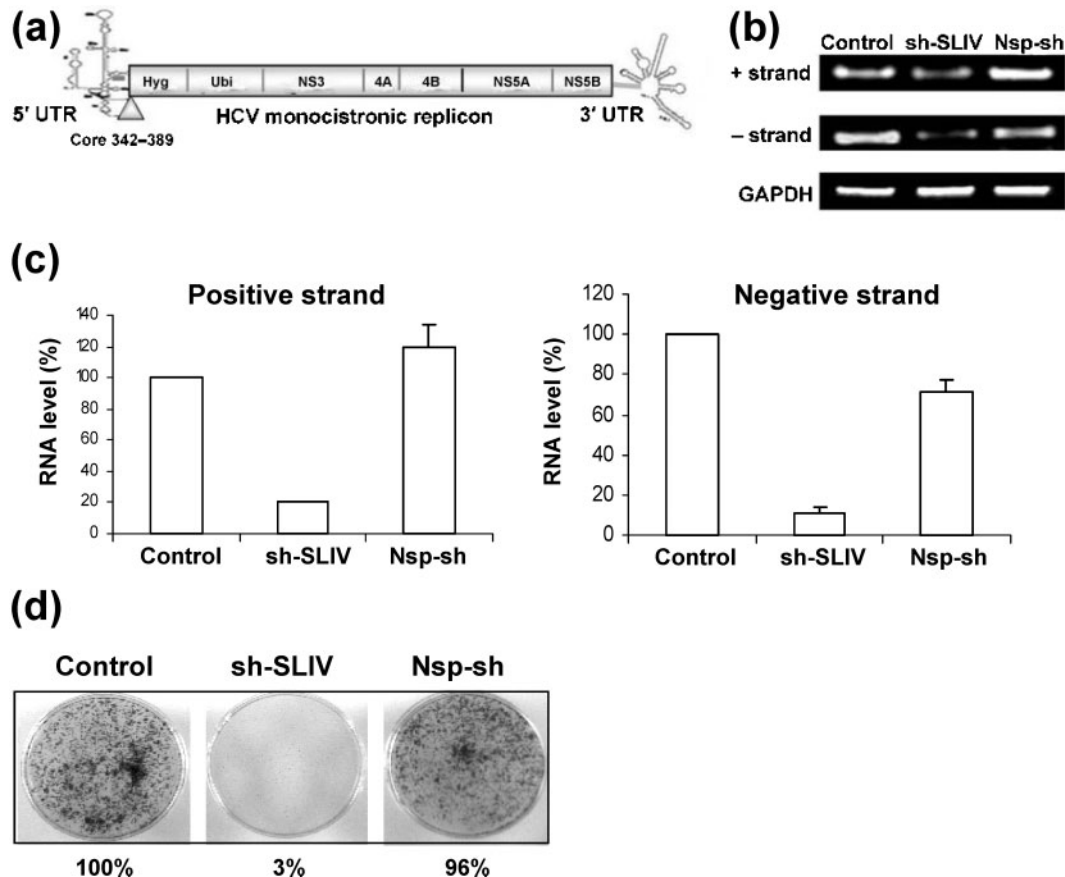 (a)
Hyg Ubi NS3 4A 4B NS5A NS5B
5′ UTR HCV monocistronic replicon 3′ UTR
Core 342–389
(b)
Control sh-SLIV Nsp-sh
+ strand
– strand
GAPDH
(c)
Positive strand
RNA level (%)
140
120
100
80
60
40
20
0
Control sh-SLIV Nsp-sh
Negative strand
RNA level (%)
120
100
80
60
40
20
0
Control sh-SLIV Nsp-sh
(d)
Control sh-SLIV Nsp-sh
100% 3% 96%